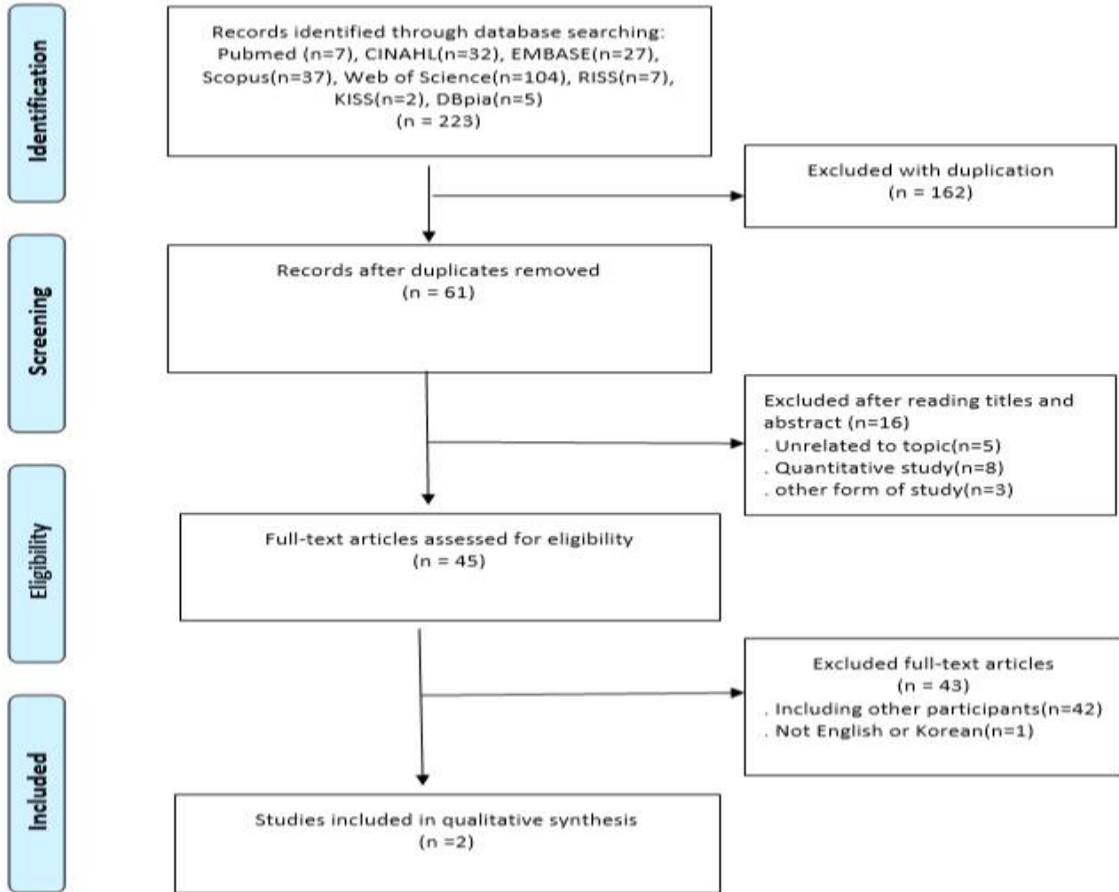 Identification
Records identified through database searching:
Pubmed (n=7), CINAHL(n=32), EMBASE(n=27),
Scopus(n=37), Web of Science(n=104), RISS(n=7),
KISS(n=2), DBpia(n=5)
(n = 223)
Excluded with duplication
(n = 162)
Screening
Records after duplicates removed
(n = 61)
Excluded after reading titles and
abstract (n=16)
. Unrelated to topic(n=5)
. Quantitative study(n=8)
. other form of study(n=3)
Eligibility
Full-text articles assessed for eligibility
(n = 45)
Excluded full-text articles
(n = 43)
. Including other participants(n=42)
. Not English or Korean(n=1)
Included
Studies included in qualitative synthesis
(n =2)